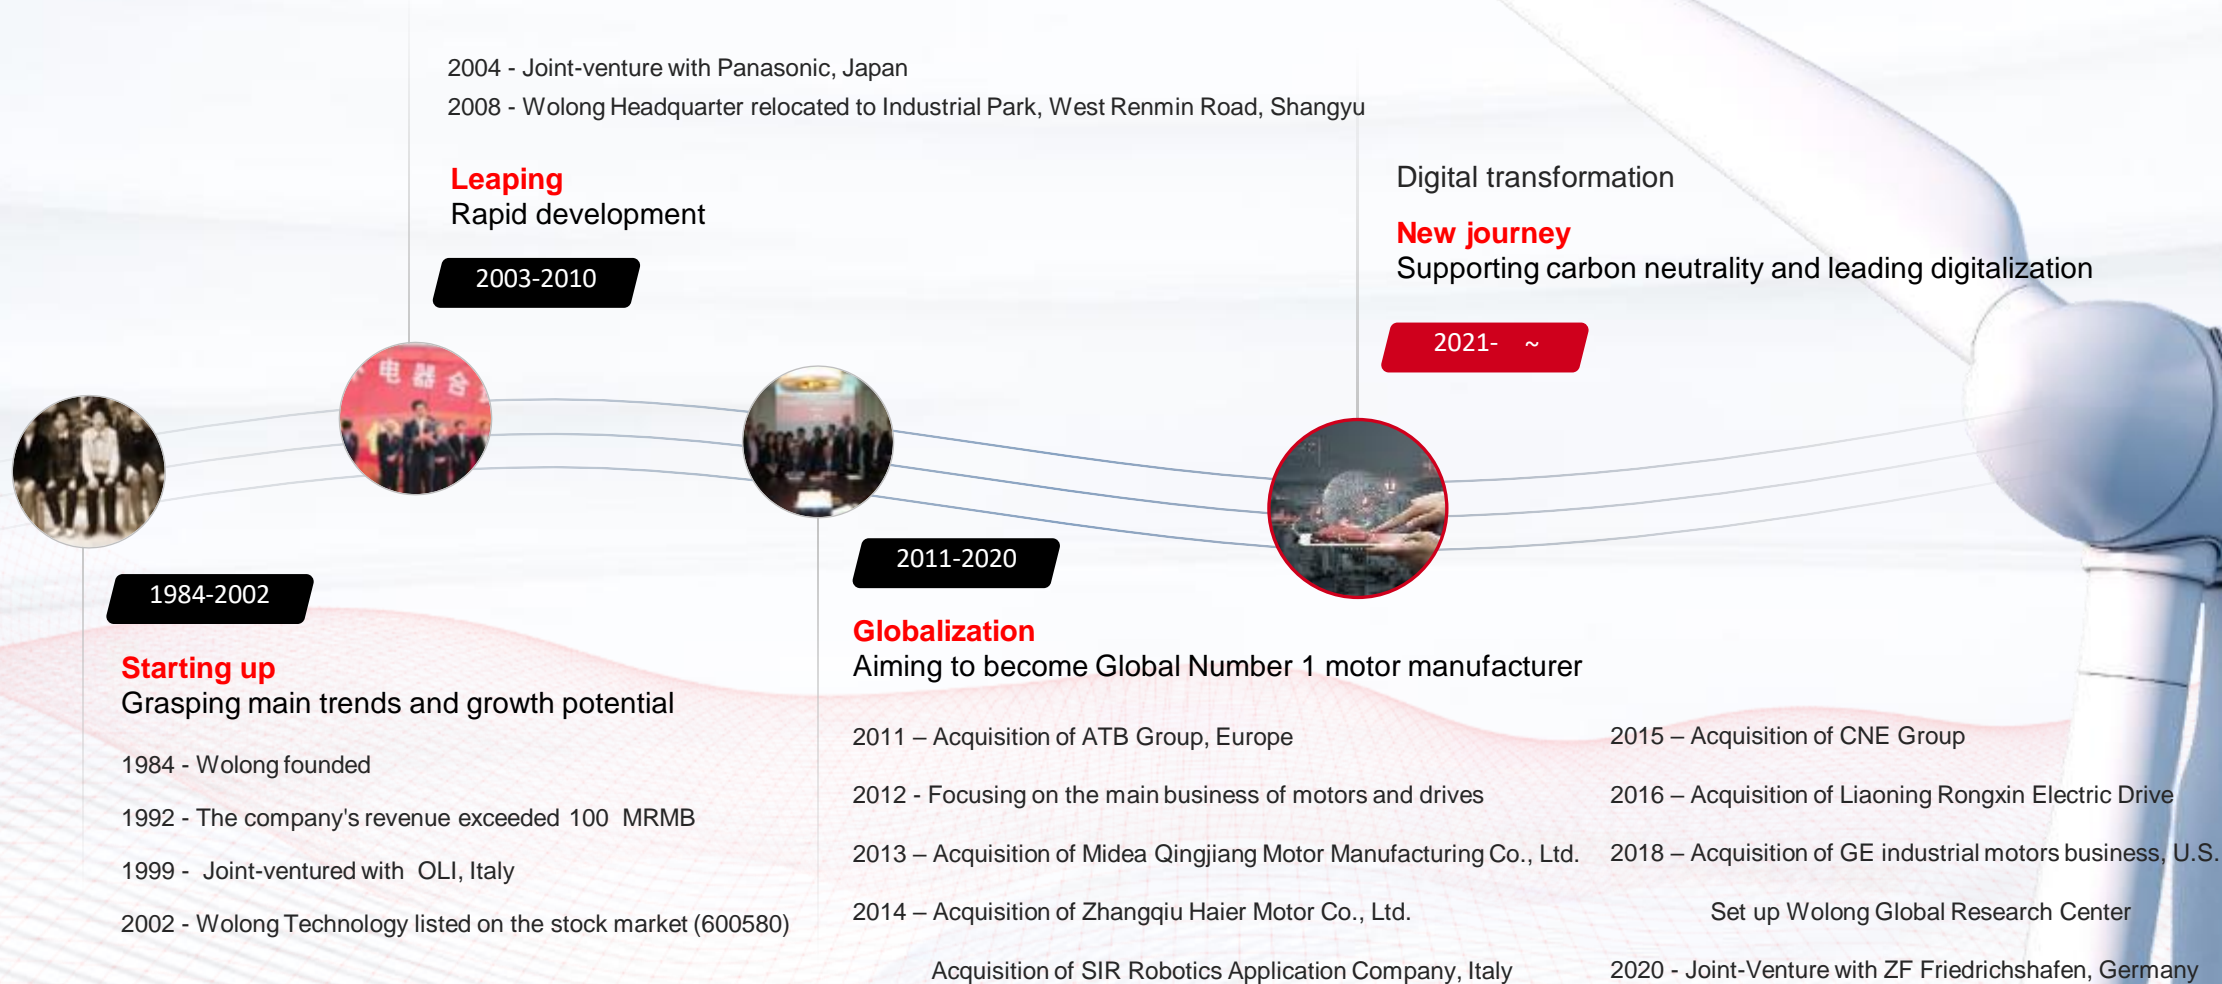 2004 - Joint-venture with Panasonic, Japan
2008 - Wolong Headquarter relocated to Industrial Park, West Renmin Road, Shangyu
Leaping
Rapid development
2003-2010
Digital transformation
New journey
Supporting carbon neutrality and leading digitalization
2021- ~
电器合
1984-2002
Starting up
Grasping main trends and growth potential
1984 - Wolong founded
1992 - The company's revenue exceeded 100 MRMB
1999 - Joint-ventured with OLI, Italy
2002 - Wolong Technology listed on the stock market (600580)
2011-2020
Globalization
Aiming to become Global Number 1 motor manufacturer
2011 – Acquisition of ATB Group, Europe
2012 - Focusing on the main business of motors and drives
2013 – Acquisition of Midea Qingjiang Motor Manufacturing Co., Ltd.
2014 – Acquisition of Zhangqiu Haier Motor Co., Ltd.
Acquisition of SIR Robotics Application Company, Italy
2015 – Acquisition of CNE Group
2016 – Acquisition of Liaoning Rongxin Electric Drive
2018 – Acquisition of GE industrial motors business, U.S.
Set up Wolong Global Research Center
2020 - Joint-Venture with ZF Friedrichshafen, Germany